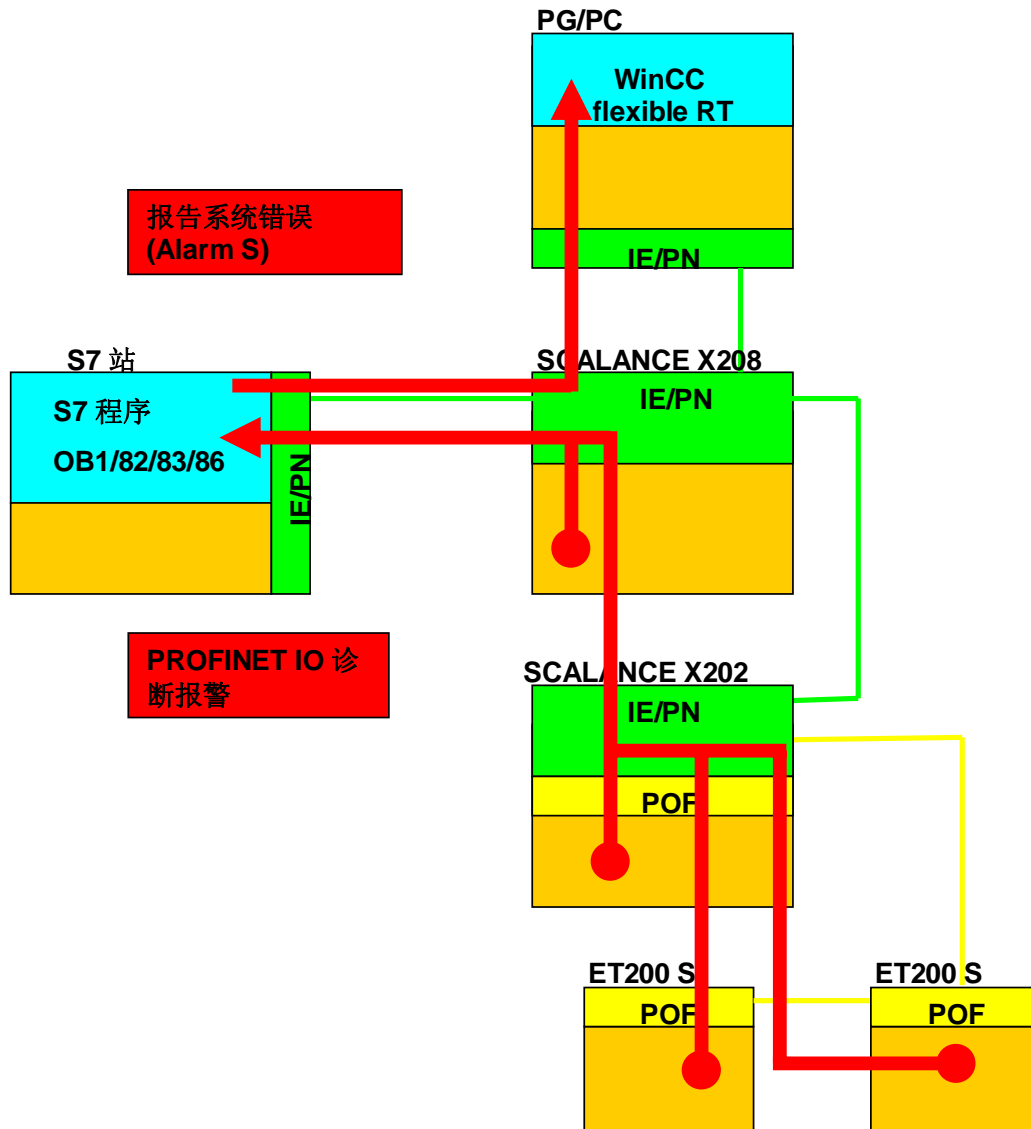 PG/PC
WinCC
flexible RT
IE/PN
报告系统错误
(Alarm S)
S7 站
S7 程序
OB1/82/83/86
IE/PN
SCALANCE X208
IE/PN
PROFINET IO 诊
断报警
SCALANCE X202
IE/PN
POF
ET200 S
POF
ET200 S
POF